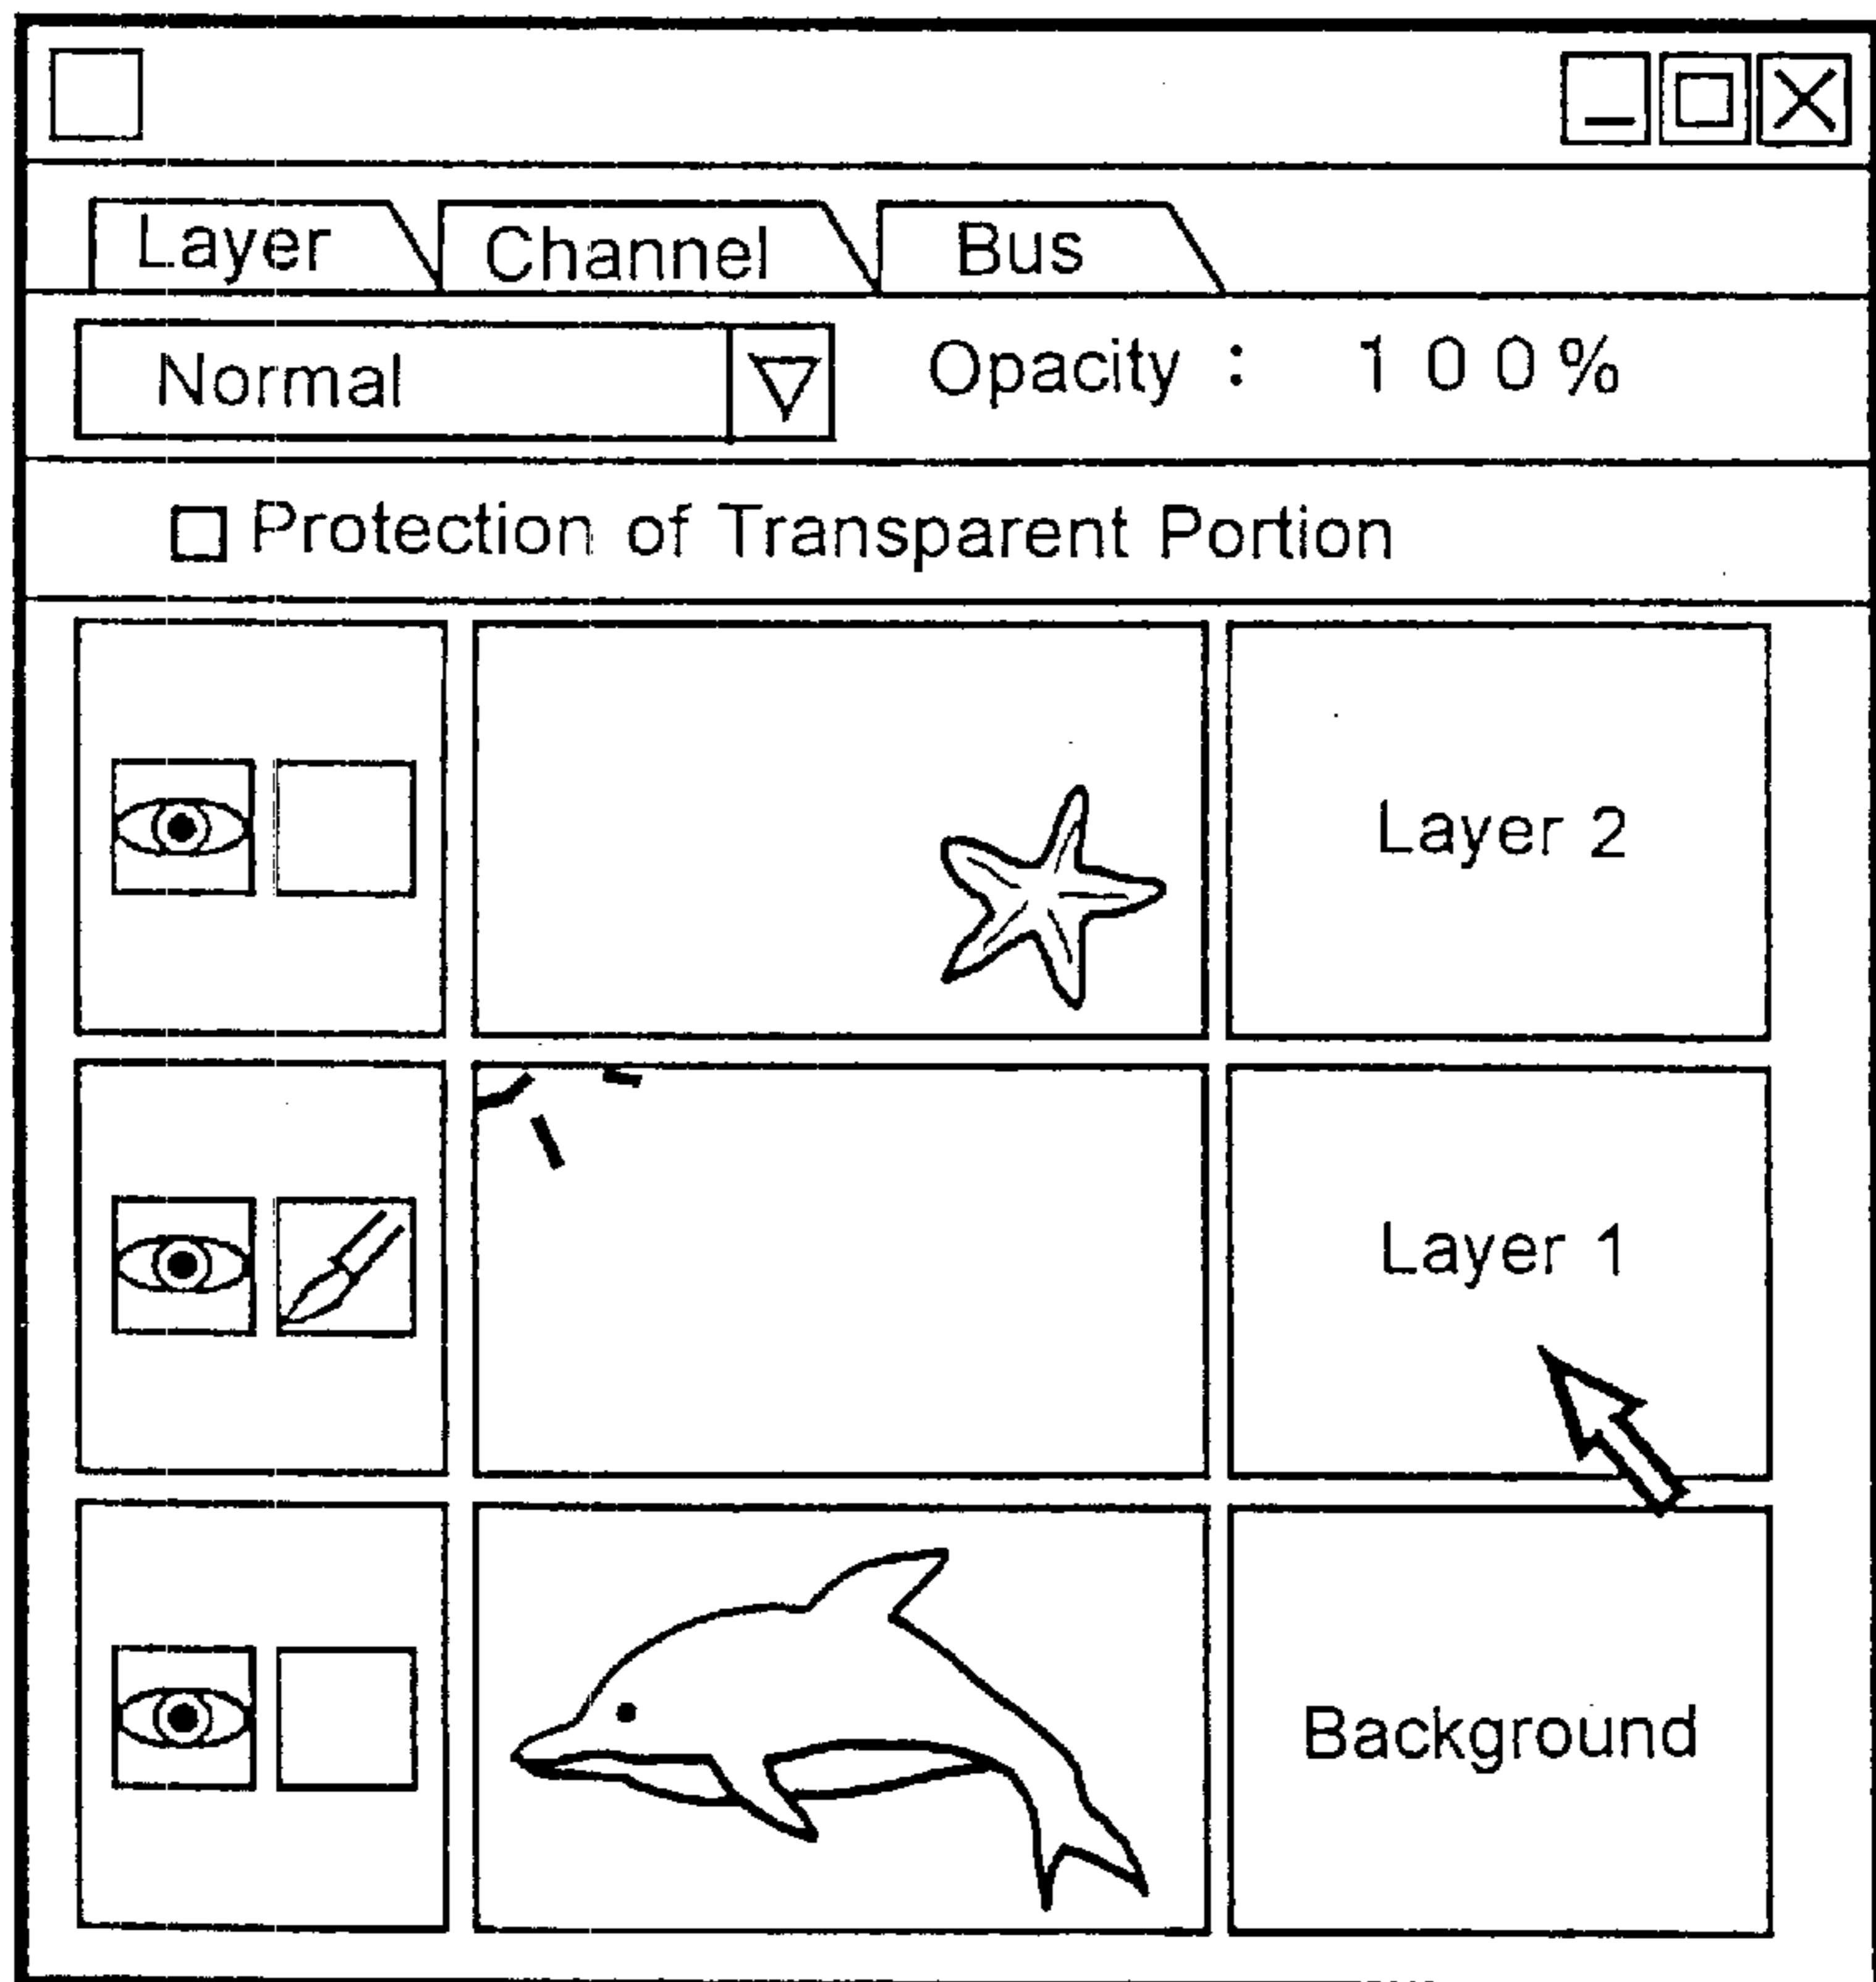 Layer Channel Bus
Normal Opacity : 100%
Protection of Transparent Portion
Layer 2
Layer 1
Background